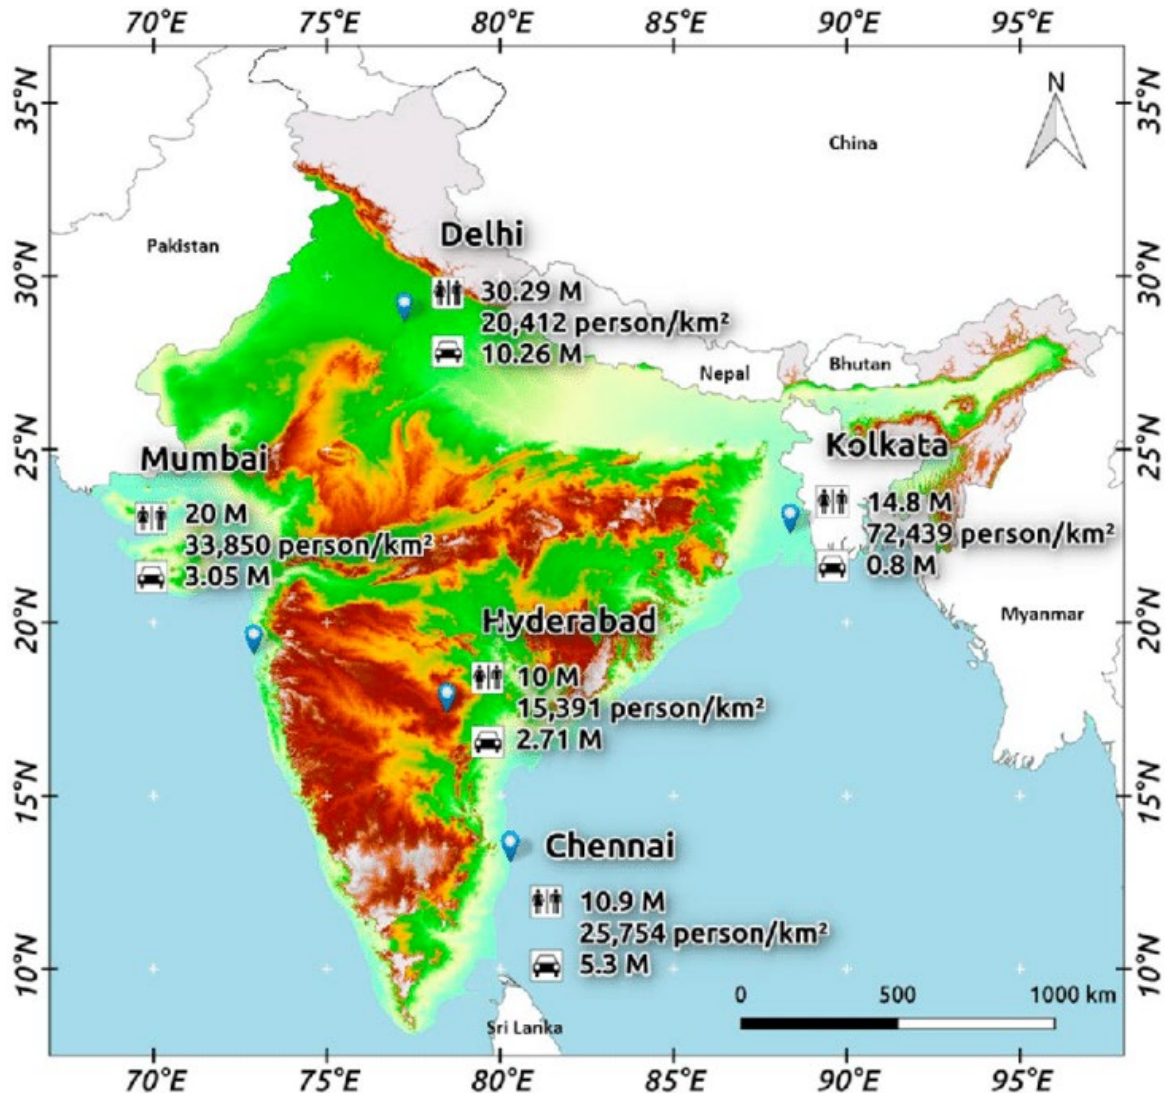 70°E 75°E 80°E 85°E 90°E 95°E
35°N
N
35°N
China
Pakistan
Delhi
30°N
30.29 M
30°N
20,412 person/km²
10.26 M
Nepal
Bhutan
25°N
Mumbai
Kolkata
25°N
20 M
33,850 person/km²
3.05 M
14.8 M
72,439 person/km²
0.8 M
20°N
Hyderabad
Myanmar
20°N
10 M
15,391 person/km²
2.71 M
15°N
15°N
Chennai
10.9 M
25,754 person/km²
5.3 M
10°N
10°N
0 500 1000 km
Sri Lanka
70°E 75°E 80°E 85°E 90°E 95°E